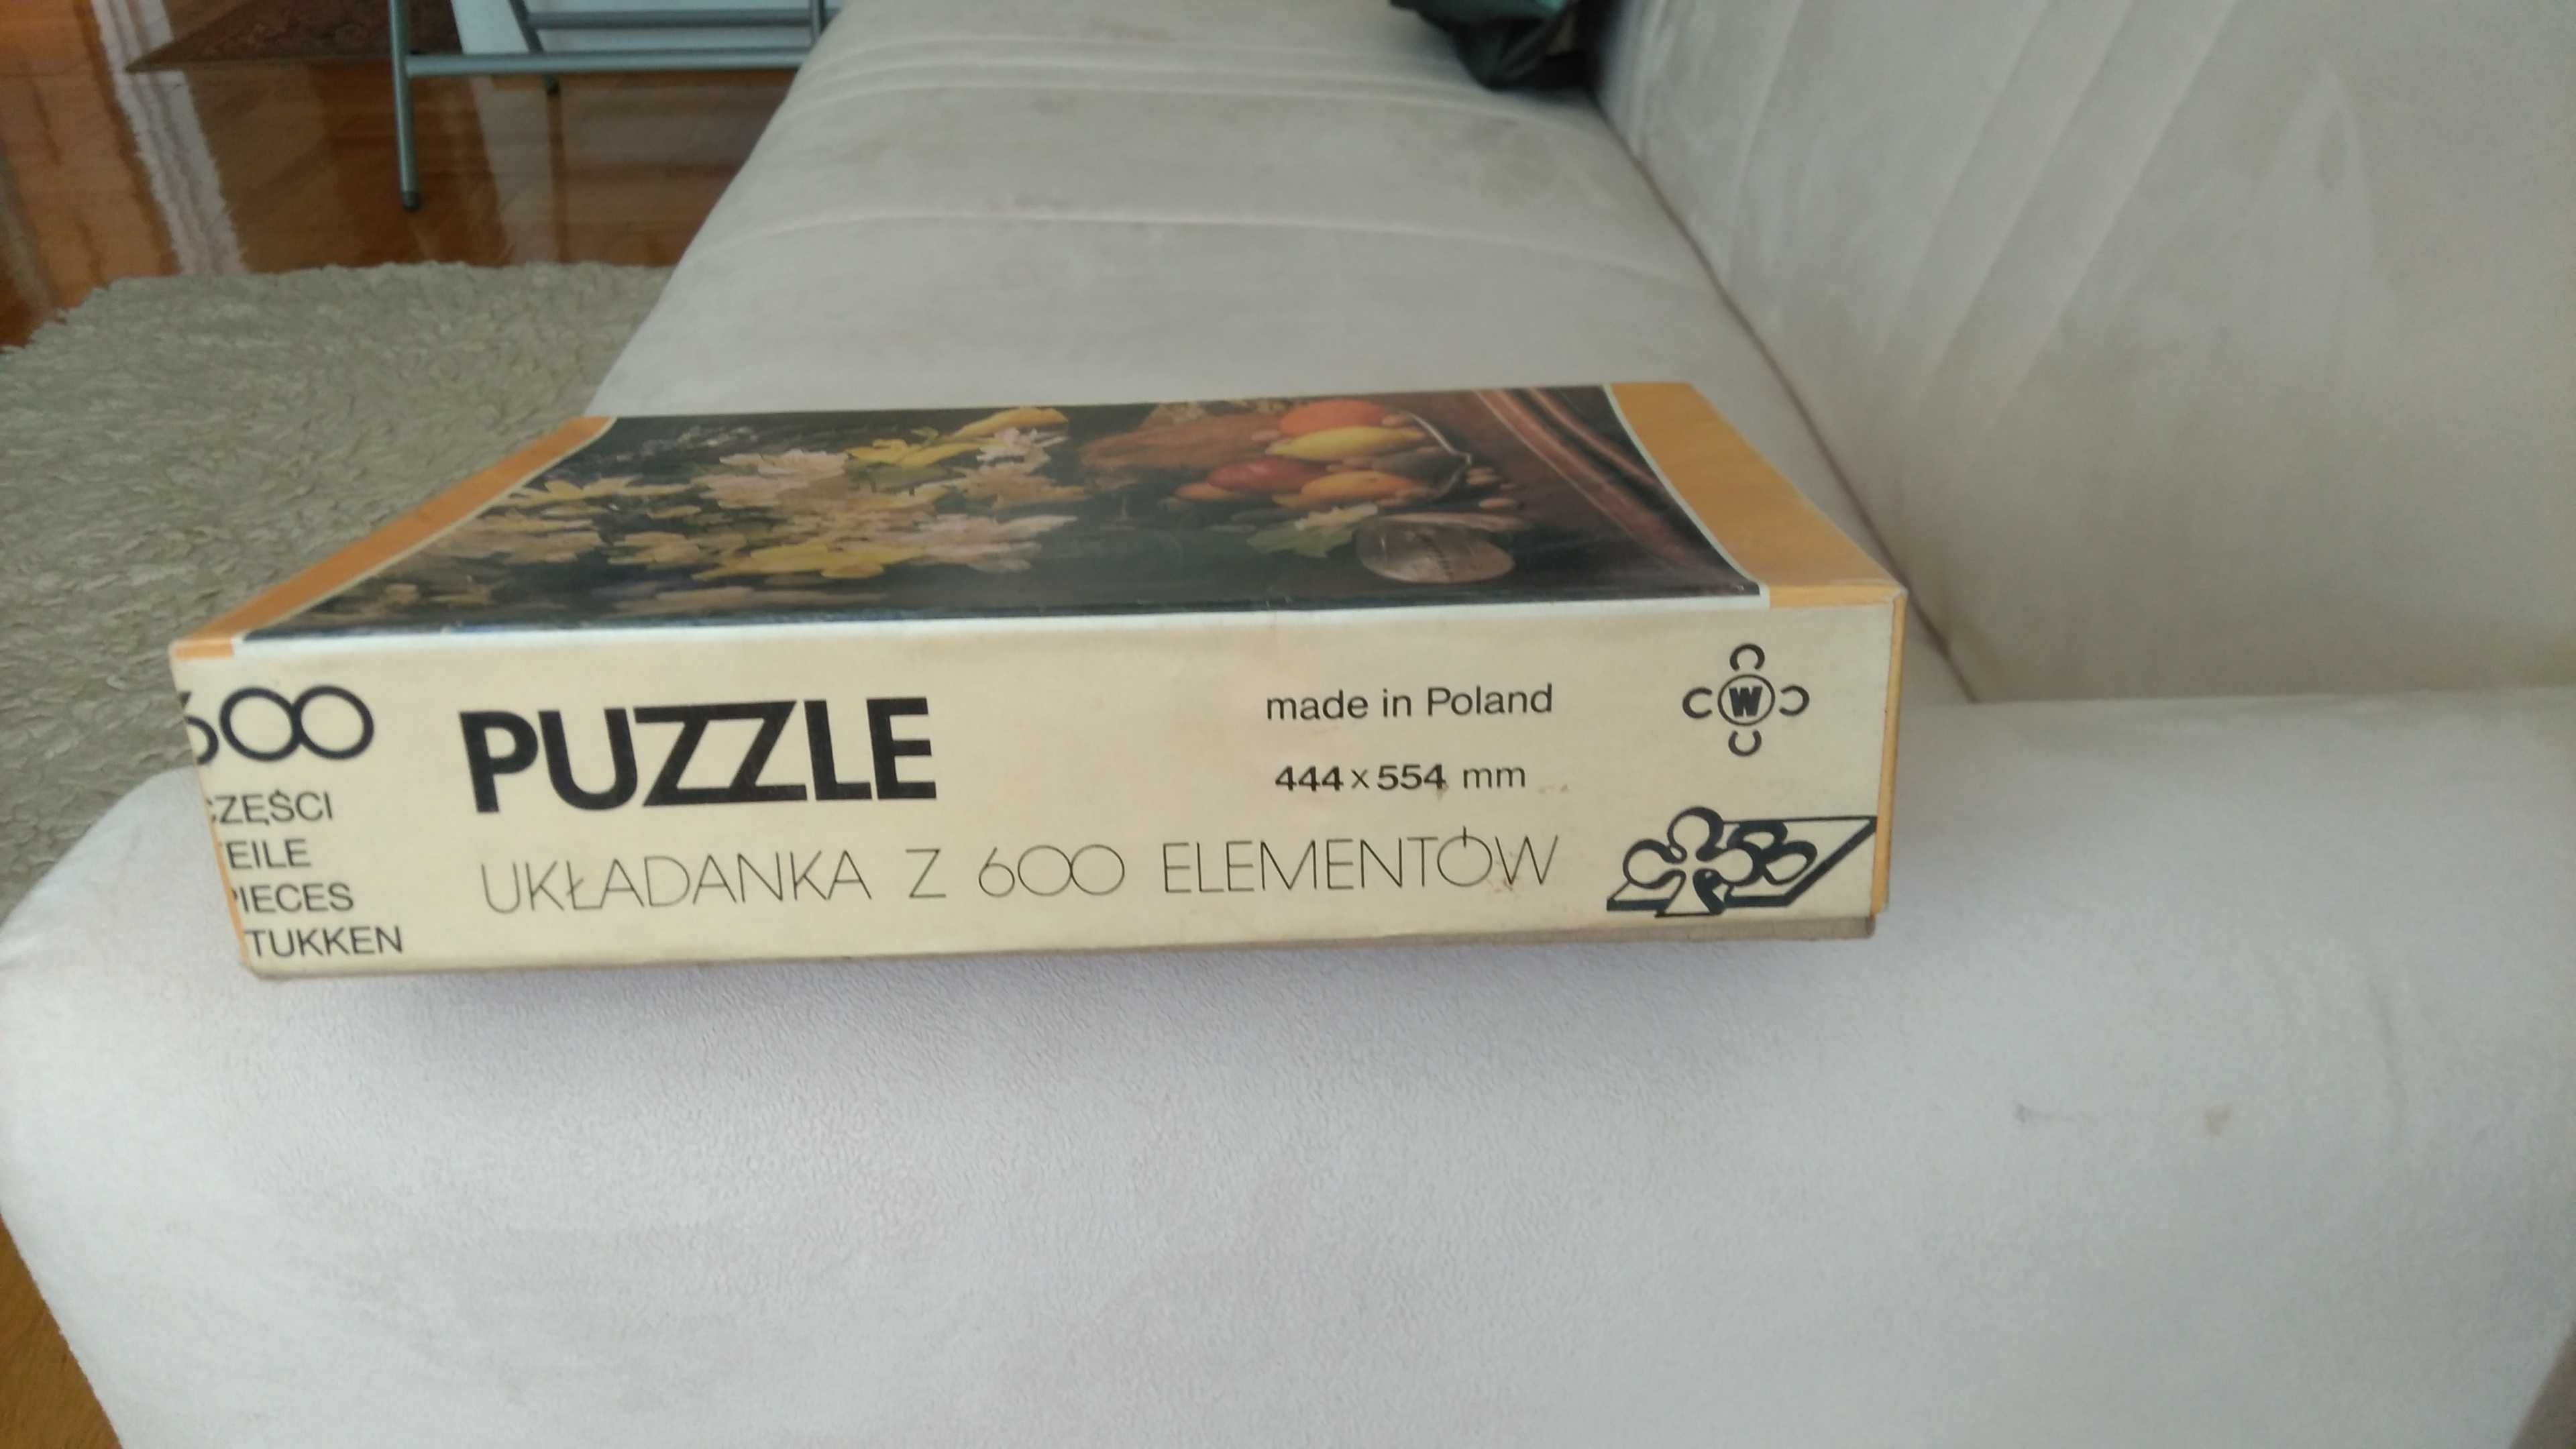 600
CZĘŚCI
TEILE
PIECES
STUKKEN
PUZZLE
UKŁADANKA Z 600 ELEMENTÓW
made in Poland
444 x 554 mm
W